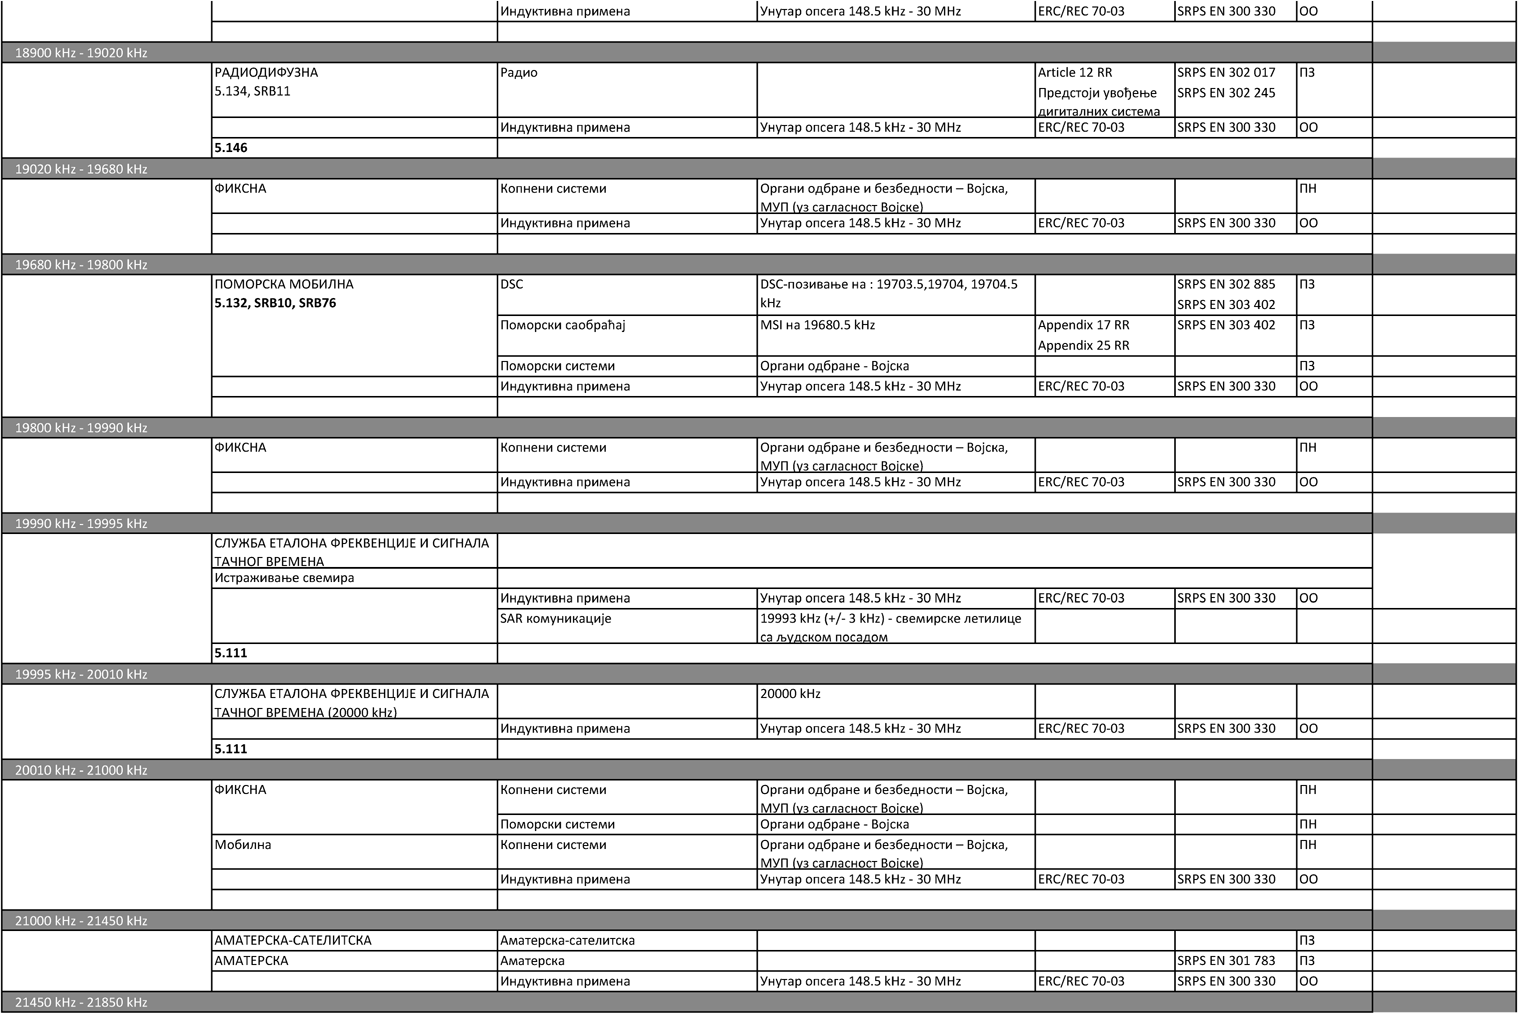 Индуктивна примена Унутар опсега 148.5 kHz - 30 MHz ERC/REC 70-03 SRPS EN 300 330 ОО
18900 kHz - 19020 kHz
РАДИОДИФУЗНА Радио Article 12 RR SRPS EN 302 017 ПЗ
5.134, SRB11 Предстоји увођење SRPS EN 302 245
дигиталних система
Индуктивна примена Унутар опсега 148.5 kHz - 30 MHz ERC/REC 70-03 SRPS EN 300 330 ОО
5.146
19020 kHz - 19680 kHz
ФИКСНА Копнени системи Органи одбране и безбедности – Војска, ПН
МУП (уз сагласност Војске)
Индуктивна примена Унутар опсега 148.5 kHz - 30 MHz ERC/REC 70-03 SRPS EN 300 330 ОО
19680 kHz - 19800 kHz
ПОМОРСКА МОБИЛНА DSC DSC-позивање на : 19703.5,19704, 19704.5 SRPS EN 302 885 ПЗ
5.132, SRB10, SRB76 kHz SRPS EN 303 402
Поморски саобраћај MSI на 19680.5 kHz Appendix 17 RR SRPS EN 303 402 ПЗ
Appendix 25 RR
Поморски системи Органи одбране - Војска ПЗ
Индуктивна примена Унутар опсега 148.5 kHz - 30 MHz ERC/REC 70-03 SRPS EN 300 330 ОО
19800 kHz - 19990 kHz
ФИКСНА Копнени системи Органи одбране и безбедности – Војска, ПН
МУП (уз сагласност Војске)
Индуктивна примена Унутар опсега 148.5 kHz - 30 MHz ERC/REC 70-03 SRPS EN 300 330 ОО
19990 kHz - 19995 kHz
СЛУЖБА ЕТАЛОНА ФРЕКВЕНЦИЈЕ И СИГНАЛА
ТАЧНОГ ВРЕМЕНА
Истраживање свемира
Индуктивна примена Унутар опсега 148.5 kHz - 30 MHz ERC/REC 70-03 SRPS EN 300 330 ОО
SAR комуникације 19993 kHz (+/- 3 kHz) - свемирске летилице
са људском посадом
5.111
19995 kHz - 20010 kHz
СЛУЖБА ЕТАЛОНА ФРЕКВЕНЦИЈЕ И СИГНАЛА 20000 kHz
ТАЧНОГ ВРЕМЕНА (20000 kHz)
Индуктивна примена Унутар опсега 148.5 kHz - 30 MHz ERC/REC 70-03 SRPS EN 300 330 ОО
5.111
20010 kHz - 21000 kHz
ФИКСНА Копнени системи Органи одбране и безбедности – Војска, ПН
МУП (уз сагласност Војске)
Поморски системи Органи одбране - Војска ПН
Мобилна Копнени системи Органи одбране и безбедности – Војска, ПН
МУП (уз сагласност Војске)
Индуктивна примена Унутар опсега 148.5 kHz - 30 MHz ERC/REC 70-03 SRPS EN 300 330 ОО
21000 kHz - 21450 kHz
АМАТЕРСКА-САТЕЛИТСКА Аматерска-сателитска ПЗ
АМАТЕРСКА Аматерска SRPS EN 301 783 ПЗ
Индуктивна примена Унутар опсега 148.5 kHz - 30 MHz ERC/REC 70-03 SRPS EN 300 330 ОО
21450 kHz - 21850 kHz